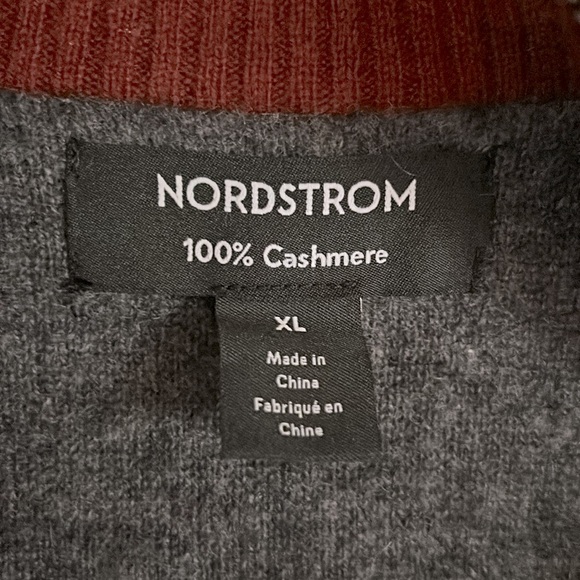 NORDSTROM
100% Cashmere
XL
Made in
China
Fabriqué en
Chine